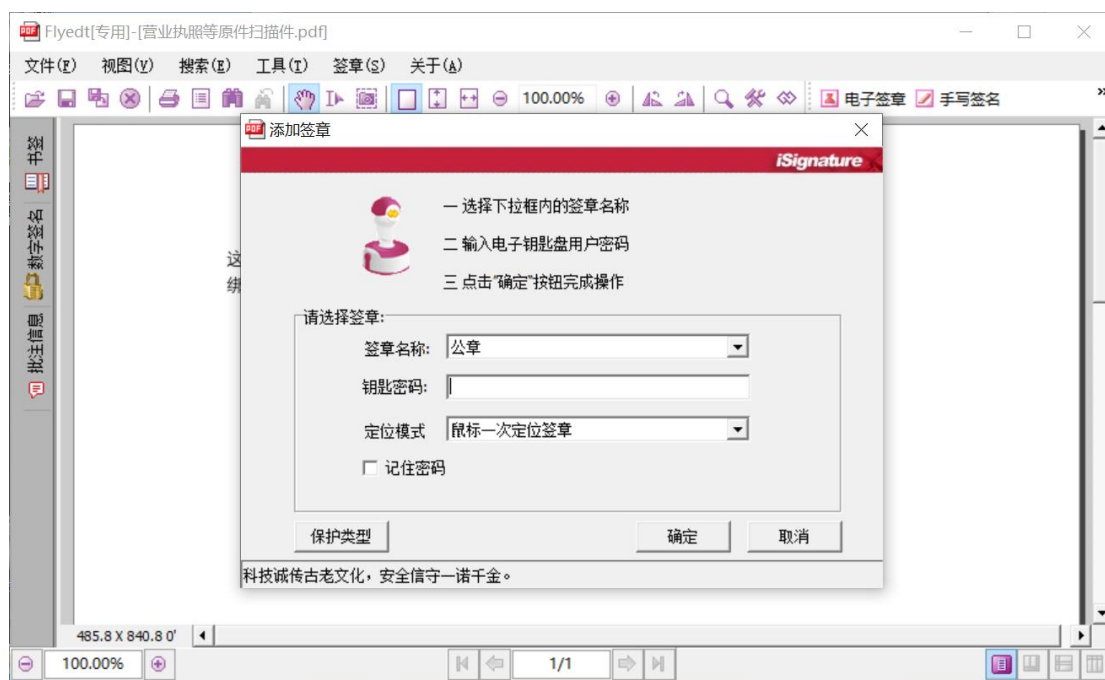 Flyedt[专用]-[营业执照等原件扫描件.pdf]
文件(F) 视图(V) 搜索(E) 工具(I) 签章(S) 关于(A)
100.00% 电子签章 手写签名
书签
数字签名
批注信息
这
绑
添加签章
iSignature
一 选择下拉框内的签章名称
二 输入电子钥匙盘用户密码
三 点击"确定"按钮完成操作
请选择签章:
签章名称: 公章
钥匙密码:
定位模式 鼠标一次定位签章
记住密码
保护类型 确定 取消
科技诚传古老文化，安全信守一诺千金。
485.8 X 840.8 0'
100.00% 1/1